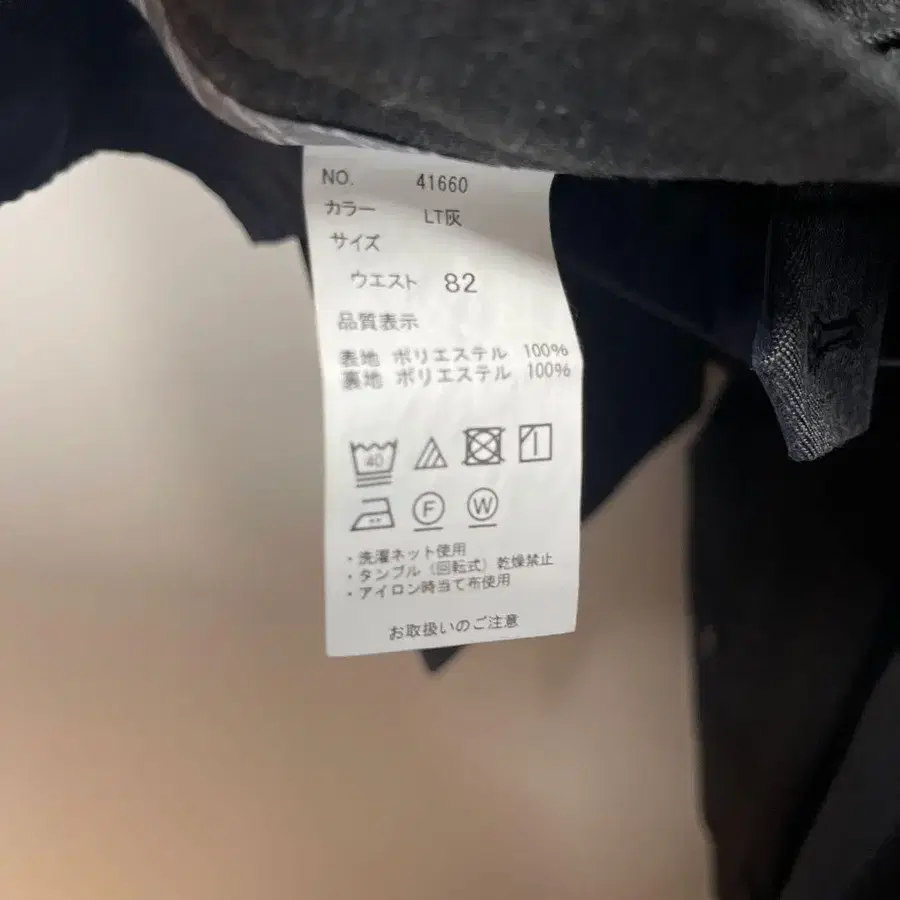 NO. 41660
カラー LT灰
サイズ
ウエスト 82
品質表示
表地 ポリエステル 100%
裏地 ポリエステル 100%
40
F W
・洗濯ネット使用
・タンブル（回転式）乾燥禁止
・アイロン時当て布使用
お取扱いのご注意